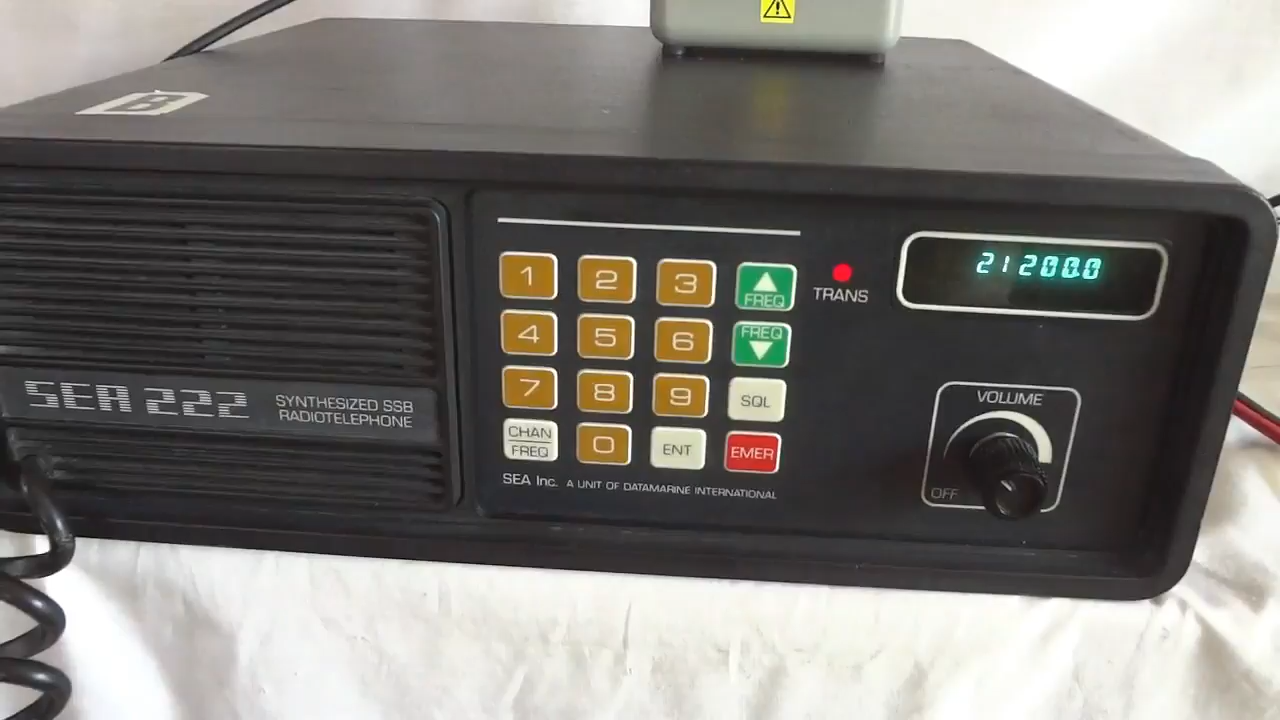 B
SEA 222
SYNTHESIZED SSB
RADIOTELEPHONE
1 2 3 FREQ
4 5 6 FREQ
7 8 9 SQL
CHAN
FREQ
0 ENT EMER
SEA Inc. A UNIT OF DATAMARINE INTERNATIONAL
TRANS
21200.0
VOLUME
OFF